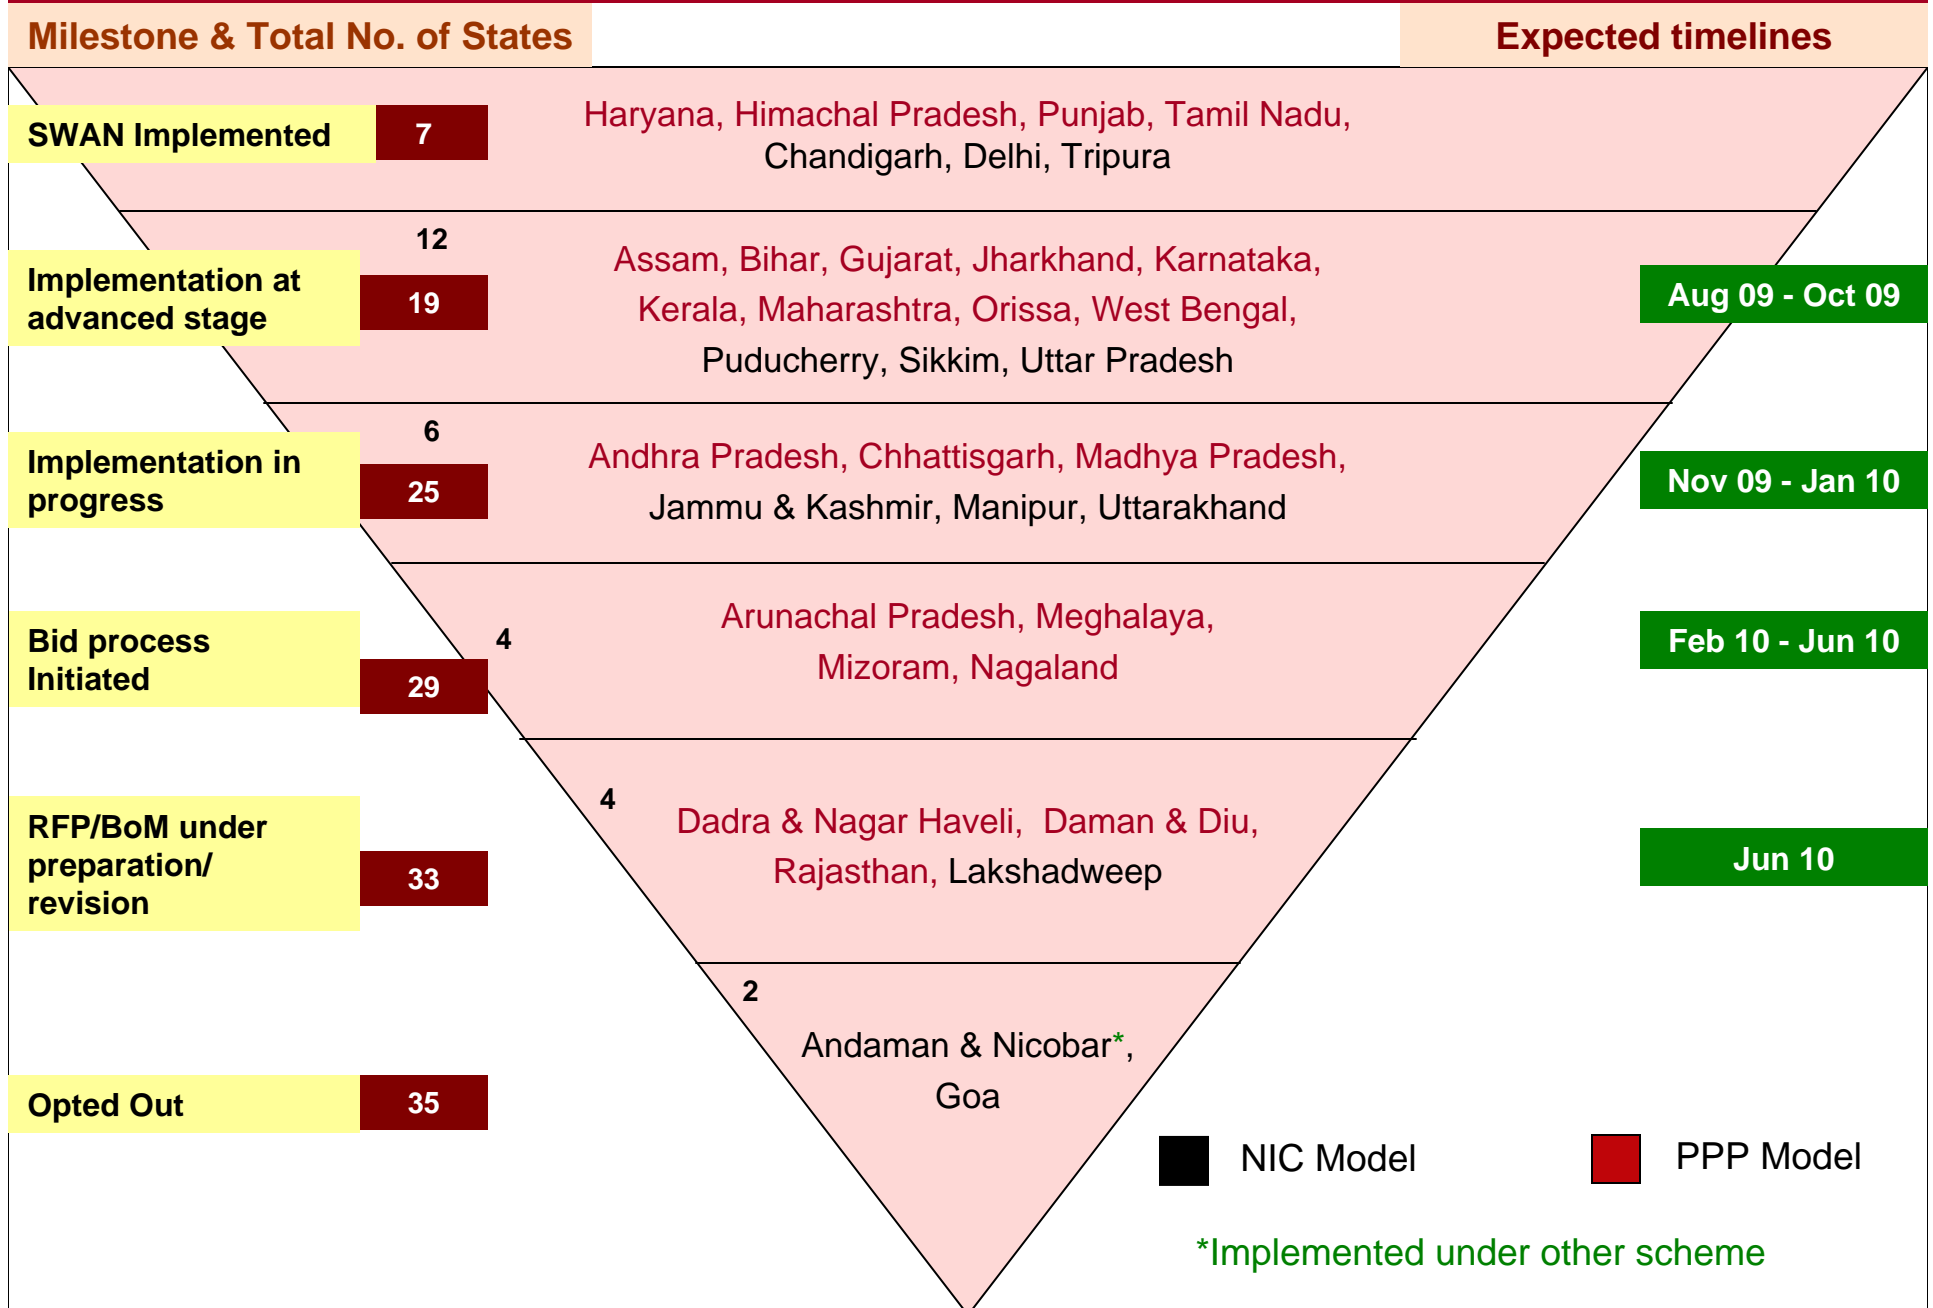 Milestone & Total No. of States
Expected timelines
SWAN Implemented
7
Haryana, Himachal Pradesh, Punjab, Tamil Nadu,
Chandigarh, Delhi, Tripura
12
Implementation at
advanced stage
19
Assam, Bihar, Gujarat, Jharkhand, Karnataka,
Kerala, Maharashtra, Orissa, West Bengal,
Puducherry, Sikkim, Uttar Pradesh
Aug 09 - Oct 09
6
Implementation in
progress
25
Andhra Pradesh, Chhattisgarh, Madhya Pradesh,
Jammu & Kashmir, Manipur, Uttarakhand
Nov 09 - Jan 10
4
Bid process
Initiated
29
Arunachal Pradesh, Meghalaya,
Mizoram, Nagaland
Feb 10 - Jun 10
4
RFP/BoM under
preparation/
revision
33
Dadra & Nagar Haveli,  Daman & Diu,
Rajasthan, Lakshadweep
Jun 10
2
Opted Out
35
Andaman & Nicobar*,
Goa
NIC Model
PPP Model
*Implemented under other scheme